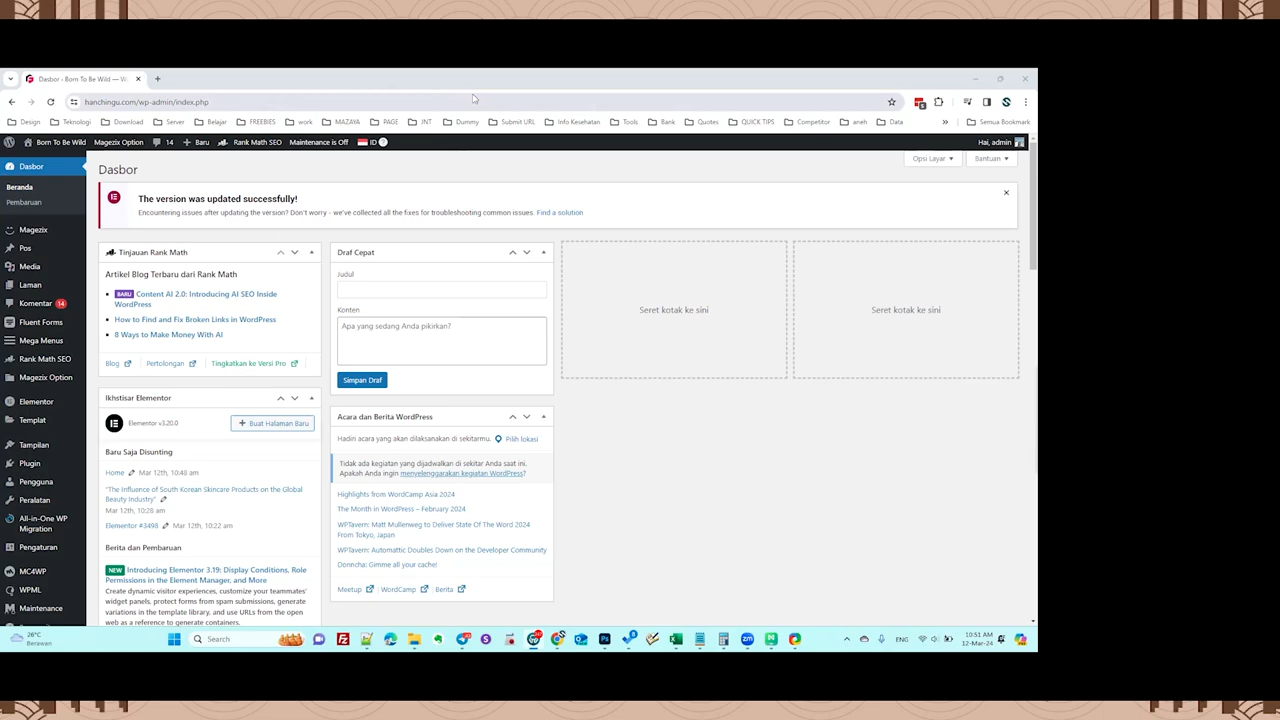 Dasbor ‹ Born To Be Wild — W
hanchingu.com/wp-admin/index.php
Design Teknologi Download Server Belajar FREEBIES work MAZAYA PAGE JNT Dummy Submit URL Info Kesehatan Tools Bank Quotes QUICK TIPS Competitor aneh Data » Semua Bookmark
Born To Be Wild Magezix Option 14 + Baru Rank Math SEO Maintenance is Off ID ? Hai, admin
Dasbor
Beranda
Pembaruan
Magezix
Pos
Media
Laman
Komentar 14
Fluent Forms
Mega Menus
Rank Math SEO
Magezix Option
Elementor
Templat
Tampilan
Plugin
Pengguna
Peralatan
All-in-One WP
Migration
Pengaturan
MC4WP
WPML
Maintenance
Dasbor
Opsi Layar ▼ Bantuan ▼
The version was updated successfully!
Encountering issues after updating the version? Don't worry - we've collected all the fixes for troubleshooting common issues. Find a solution
Tinjauan Rank Math
Artikel Blog Terbaru dari Rank Math
BARU Content AI 2.0: Introducing AI SEO Inside
WordPress
How to Find and Fix Broken Links in WordPress
8 Ways to Make Money With AI
Blog Pertolongan Tingkatkan ke Versi Pro
Ikhstisar Elementor
Elementor v3.20.0
+ Buat Halaman Baru
Baru Saja Disunting
Home Mar 12th, 10:48 am
"The Influence of South Korean Skincare Products on the Global
Beauty Industry"
Mar 12th, 10:28 am
Elementor #3498 Mar 12th, 10:22 am
Berita dan Pembaruan
NEW Introducing Elementor 3.19: Display Conditions, Role
Permissions in the Element Manager, and More
Create dynamic visitor experiences, customize your teammates'
widget panels, protect forms from spam submissions, generate
variations in the template library, and use URLs from the open
web as a reference to generate containers.
Draf Cepat
Judul
Konten
Apa yang sedang Anda pikirkan?
Simpan Draf
Acara dan Berita WordPress
Hadiri acara yang akan dilaksanakan di sekitarmu. Pilih lokasi
Tidak ada kegiatan yang dijadwalkan di sekitar Anda saat ini.
Apakah Anda ingin menyelenggarakan kegiatan WordPress?
Highlights from WordCamp Asia 2024
The Month in WordPress – February 2024
WPTavern: Matt Mullenweg to Deliver State Of The Word 2024
From Tokyo, Japan
WPTavern: Automattic Doubles Down on the Developer Community
Donncha: Gimme all your cache!
Meetup WordCamp Berita
Seret kotak ke sini
Seret kotak ke sini
26°C
Berawan
Search
ENG
10:51 AM
12-Mar-24